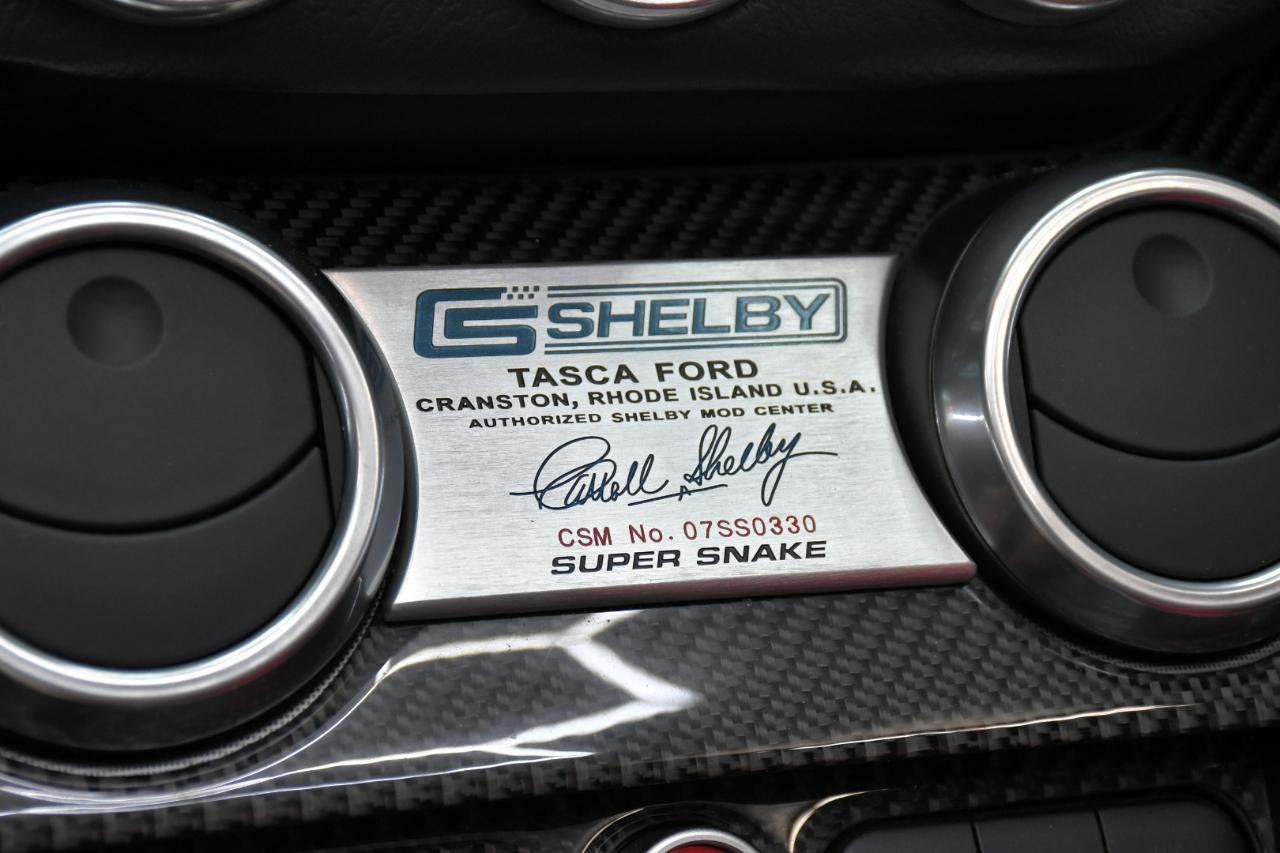 CS SHELBY
TASCA FORD
CRANSTON, RHODE ISLAND U.S.A.
AUTHORIZED SHELBY MOD CENTER
Carroll Shelby
CSM No. 07SS0330
SUPER SNAKE